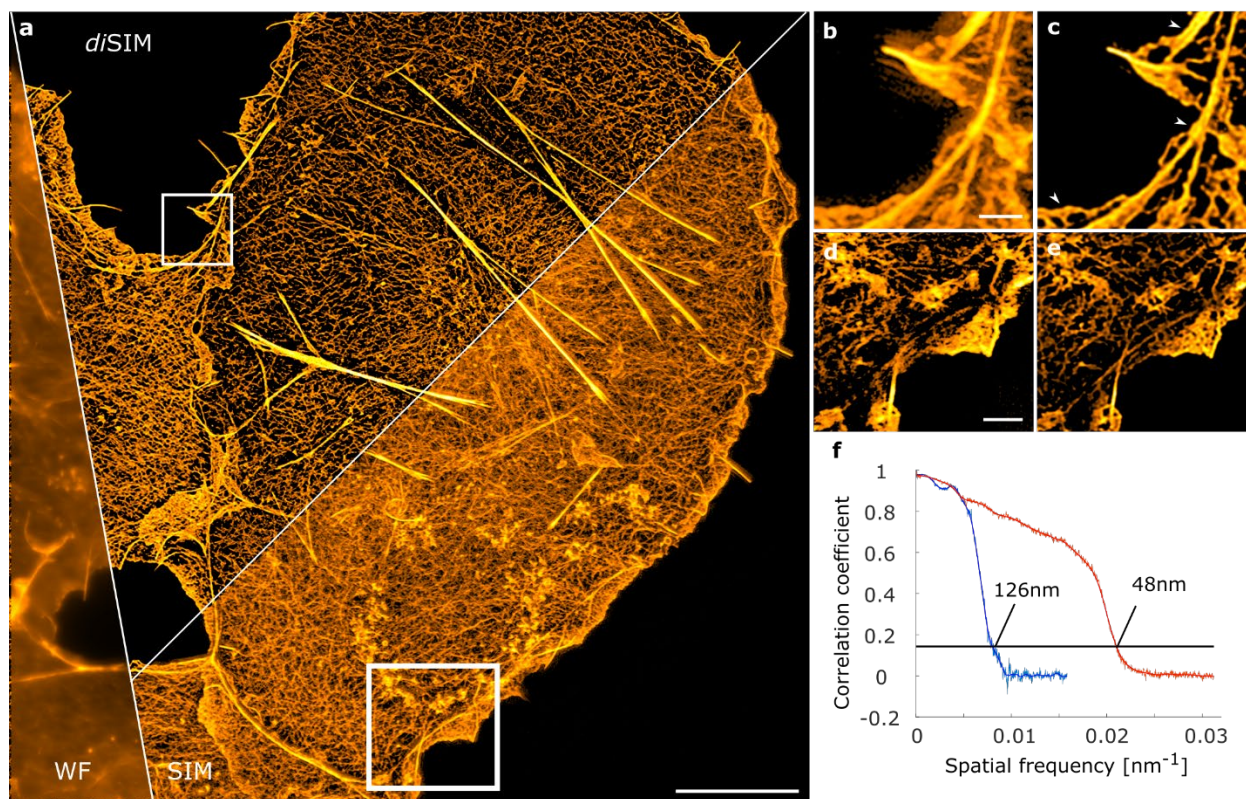 a
diSIM
WF
SIM
b
c
d
e
f
Correlation coefficient
1
0.8
0.6
0.4
0.2
0
-0.2
126nm
48nm
0
0.01
0.02
0.03
Spatial frequency [nm⁻¹]